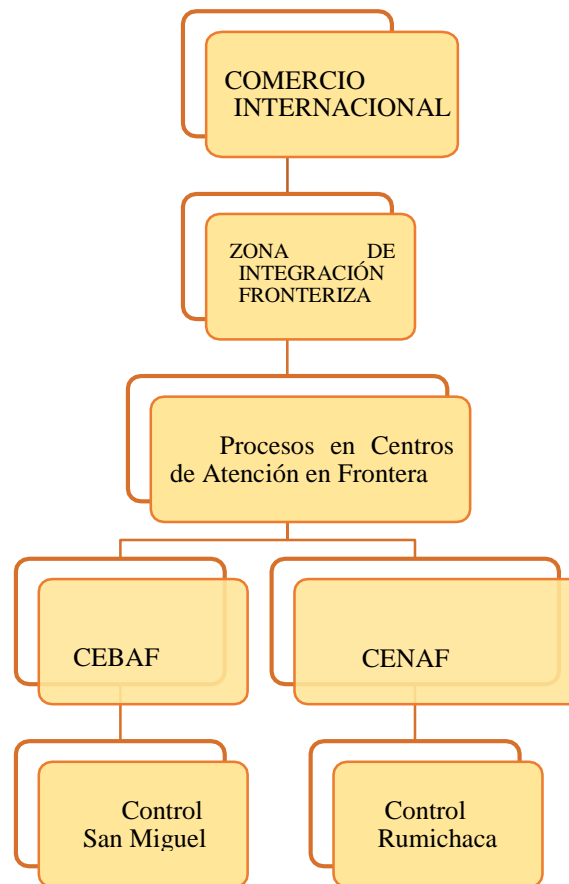 COMERCIO
INTERNACIONAL
ZONA DE
INTEGRACIÓN
FRONTERIZA
Procesos en Centros
de Atención en Frontera
CEBAF
CENAF
Control
San Miguel
Control
Rumichaca